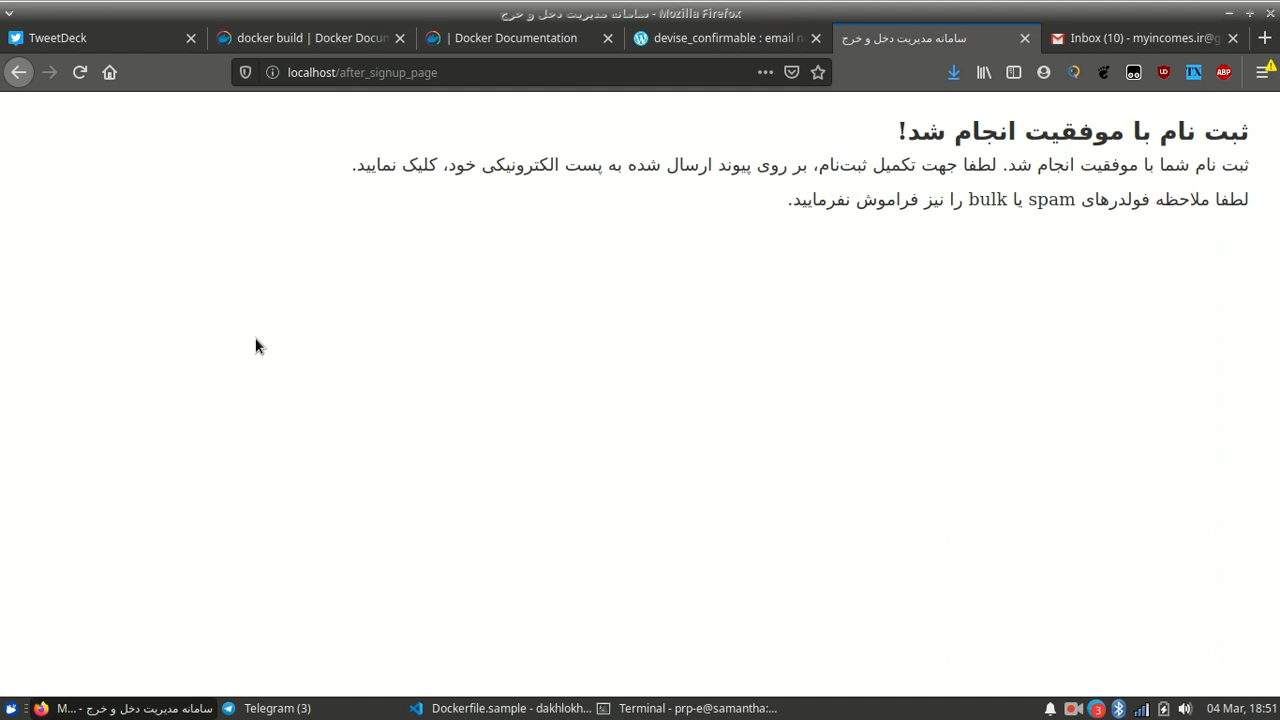 سامانه مدیریت دخل و خرج - Mozilla Firefox
TweetDeck
docker build | Docker Docun
| Docker Documentation
devise_confirmable : email n
سامانه مدیریت دخل و خرج
Inbox (10) - myincomes.ir@g
localhost/after_signup_page
ثبت نام با موفقیت انجام شد!
ثبت نام شما با موفقیت انجام شد. لطفا جهت تکمیل ثبت‌نام، بر روی پیوند ارسال شده به پست الکترونیکی خود، کلیک نمایید.
لطفا ملاحظه فولدرهای spam یا bulk را نیز فراموش نفرمایید.
سامانه مدیریت دخل و خرج - M...
Telegram (3)
Dockerfile.sample - dakhlokh...
Terminal - prp-e@samantha:...
3
04 Mar, 18:51